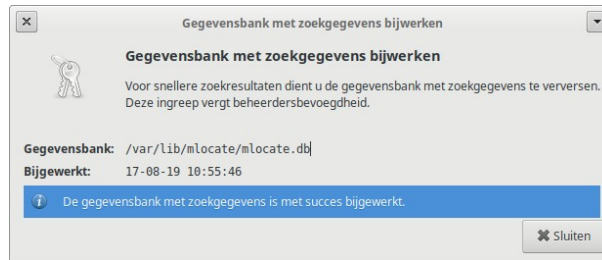 Gegevensbank met zoekgegevens bijwerken
Gegevensbank met zoekgegevens bijwerken
Voor snellere zoekresultaten dient u de gegevensbank met zoekgegevens te verversen.
Deze ingreep vergt beheerdersbevoegdheid.
Gegevensbank: /var/lib/mlocate/mlocate.db
Bijgewerkt: 17-08-19 10:55:46
De gegevensbank met zoekgegevens is met succes bijgewerkt.
Sluiten